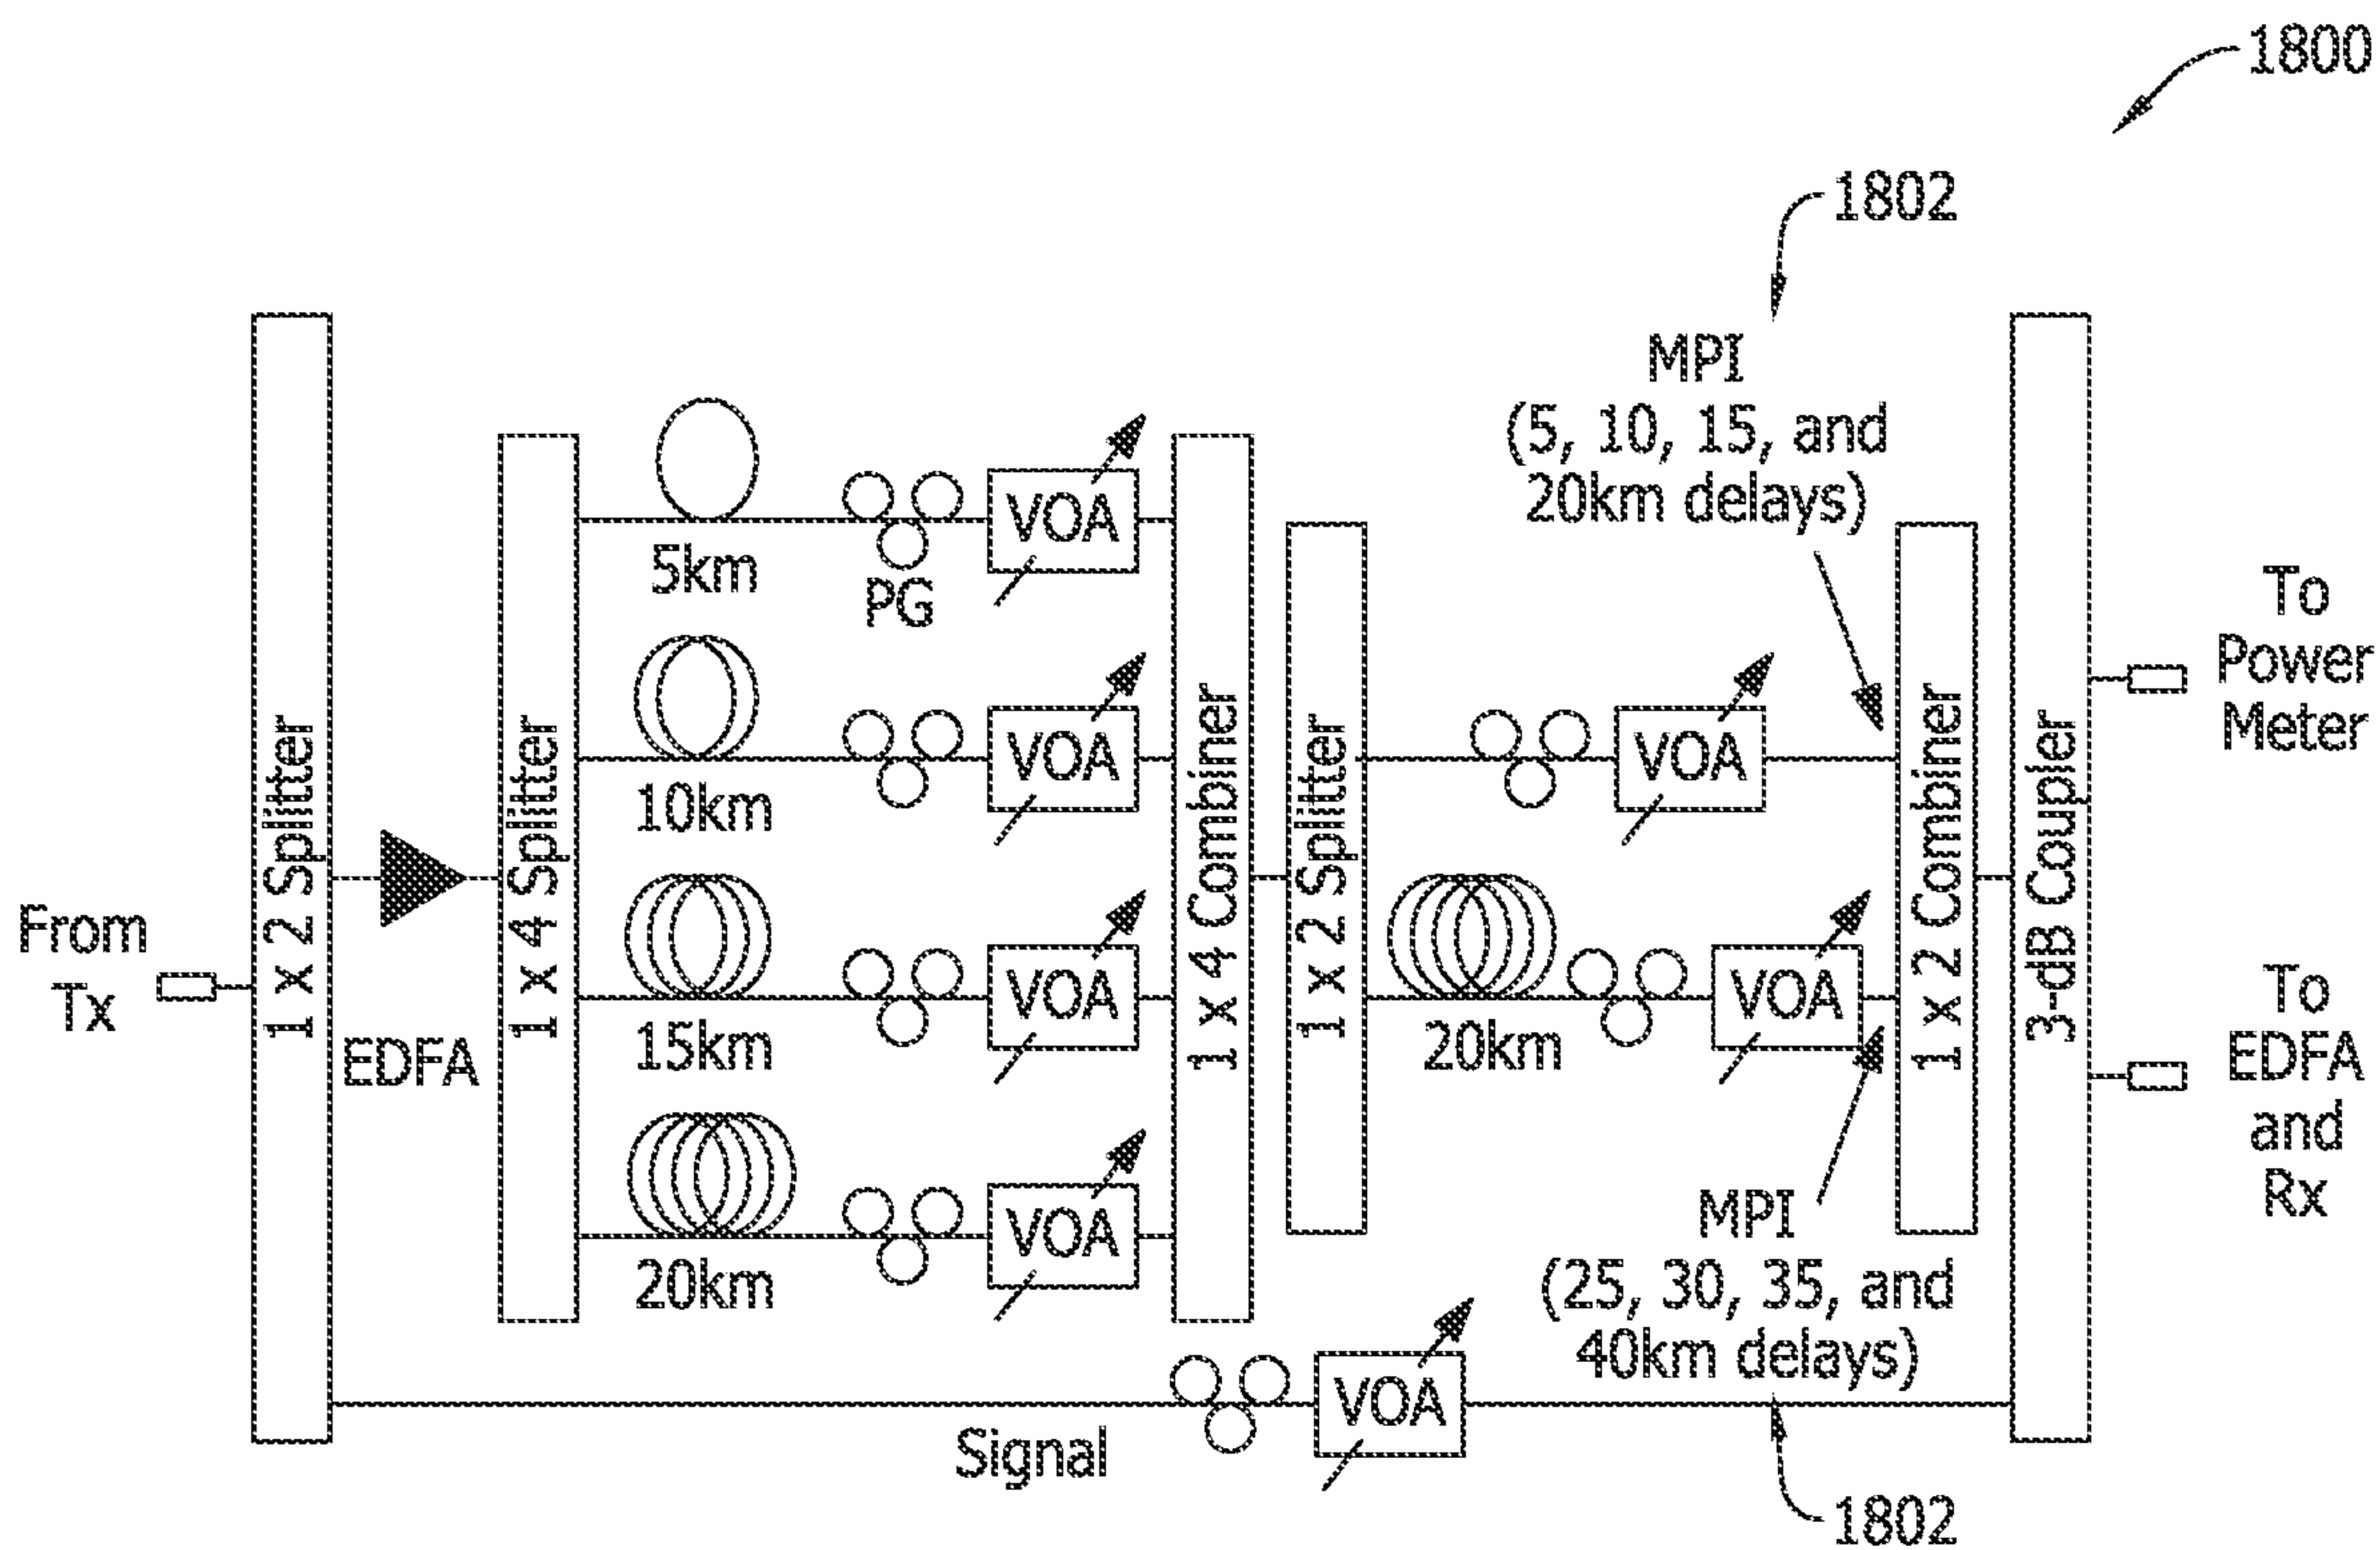 1800
1802
MPI
(5, 10, 15, and
20km delays)
From
Tx
1 x 2 Splitter
EDFA
1 x 4 Splitter
5km
PG
VOA
10km
VOA
15km
VOA
20km
VOA
1 x 4 Combiner
1 x 2 Splitter
VOA
20km
VOA
1 x 2 Combiner
3-dB Coupler
To
Power
Meter
To
EDFA
and
Rx
MPI
(25, 30, 35, and
40km delays)
Signal
VOA
1802